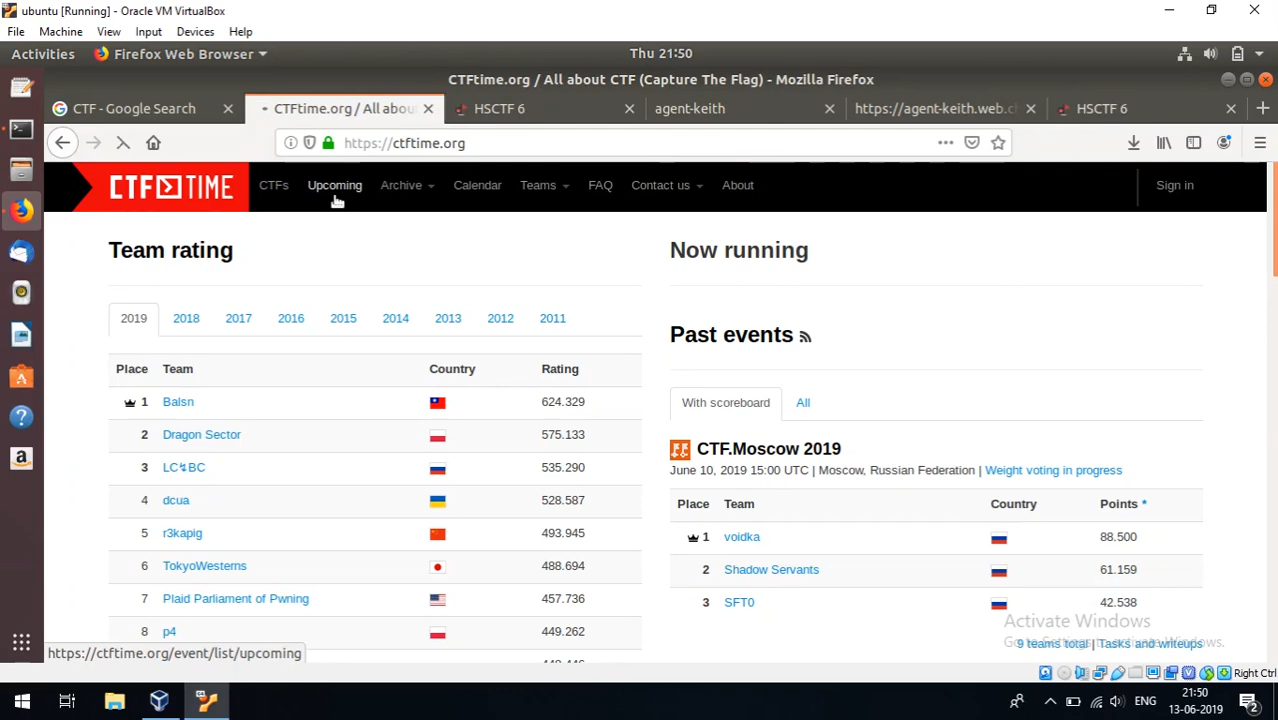 ubuntu [Running] - Oracle VM VirtualBox
File Machine View Input Devices Help
Activities Firefox Web Browser Thu 21:50
CTFtime.org / All about CTF (Capture The Flag) - Mozilla Firefox
CTF - Google Search CTFtime.org / All abou HSCTF 6 agent-keith https://agent-keith.web.c HSCTF 6
https://ctftime.org
CTF TIME CTFs Upcoming Archive Calendar Teams FAQ Contact us About Sign in
Team rating
2019 2018 2017 2016 2015 2014 2013 2012 2011
Place Team Country Rating
1 Balsn 624.329
2 Dragon Sector 575.133
3 LC↯BC 535.290
4 dcua 528.587
5 r3kapig 493.945
6 TokyoWesterns 488.694
7 Plaid Parliament of Pwning 457.736
8 p4 449.262
Now running
Past events
With scoreboard All
CTF.Moscow 2019
June 10, 2019 15:00 UTC | Moscow, Russian Federation | Weight voting in progress
Place Team Country Points *
1 voidka 88.500
2 Shadow Servants 61.159
3 SFT0 42.538
9 teams total | Tasks and writeups
Activate Windows
Go to Settings to activate Windows.
https://ctftime.org/event/list/upcoming
Right Ctrl
ENG
21:50
13-06-2019
2